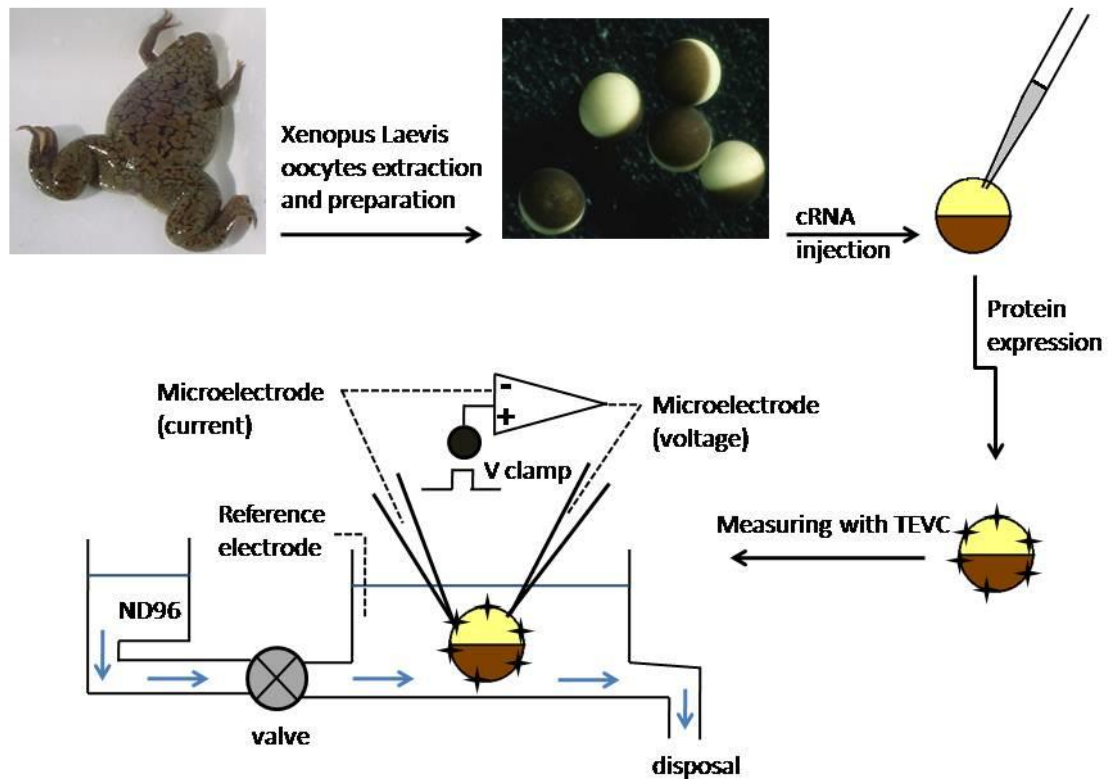 Xenopus Laevis
oocytes extraction
and preparation
cRNA
injection
Protein
expression
Microelectrode
(current)
-
+
Microelectrode
(voltage)
V clamp
Reference
electrode
Measuring with TEVC
ND96
valve
disposal